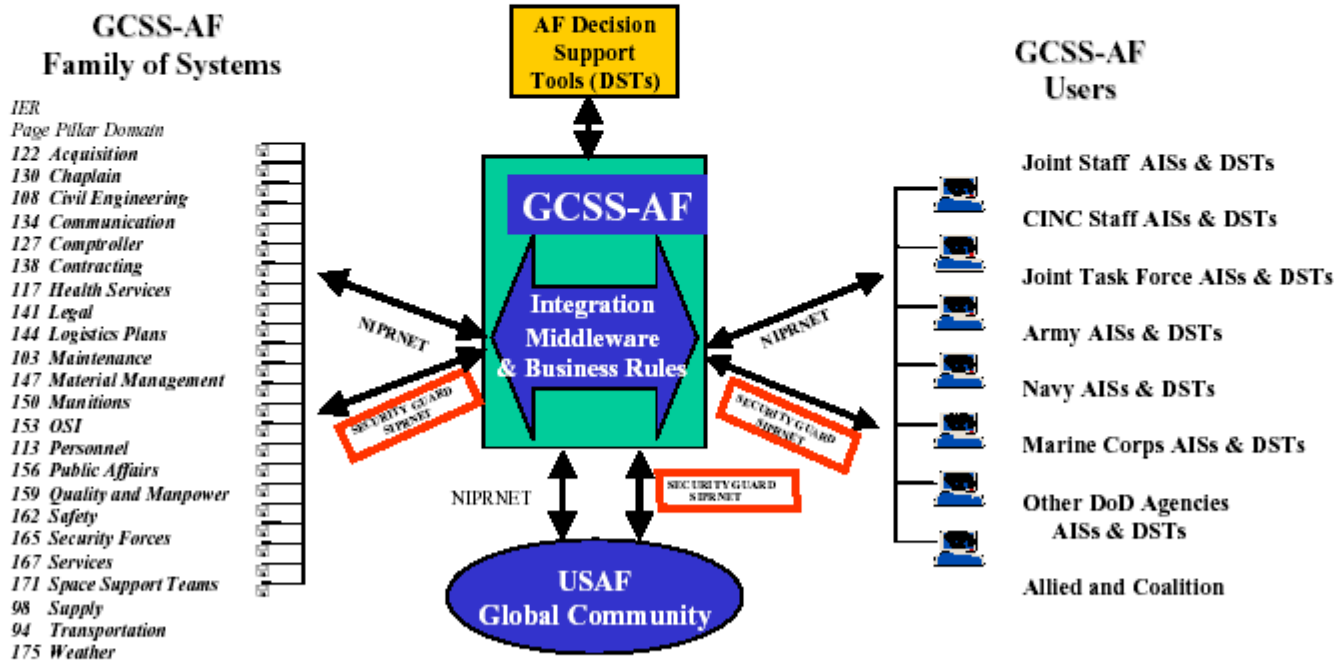 GCSS-AF
Family of Systems
IER
Page Pillar Domain
122 Acquisition
130 Chaplain
108 Civil Engineering
134 Communication
127 Comptroller
138 Contracting
117 Health Services
141 Legal
144 Logistics Plans
103 Maintenance
147 Material Management
150 Munitions
153 OSI
113 Personnel
156 Public Affairs
159 Quality and Manpower
162 Safety
165 Security Forces
167 Services
171 Space Support Teams
98 Supply
94 Transportation
175 Weather
NIPRNET
SECURITY GUARD
SIPRNET
AF Decision
Support
Tools (DSTs)
GCSS-AF
Integration
Middleware
& Business Rules
NIPRNET
SECURITY GUARD
SIPRNET
USAF
Global Community
NIPRNET
SECURITY GUARD
SIPRNET
GCSS-AF
Users
Joint Staff AISs & DSTs
CINC Staff AISs & DSTs
Joint Task Force AISs & DSTs
Army AISs & DSTs
Navy AISs & DSTs
Marine Corps AISs & DSTs
Other DoD Agencies
AISs & DSTs
Allied and Coalition